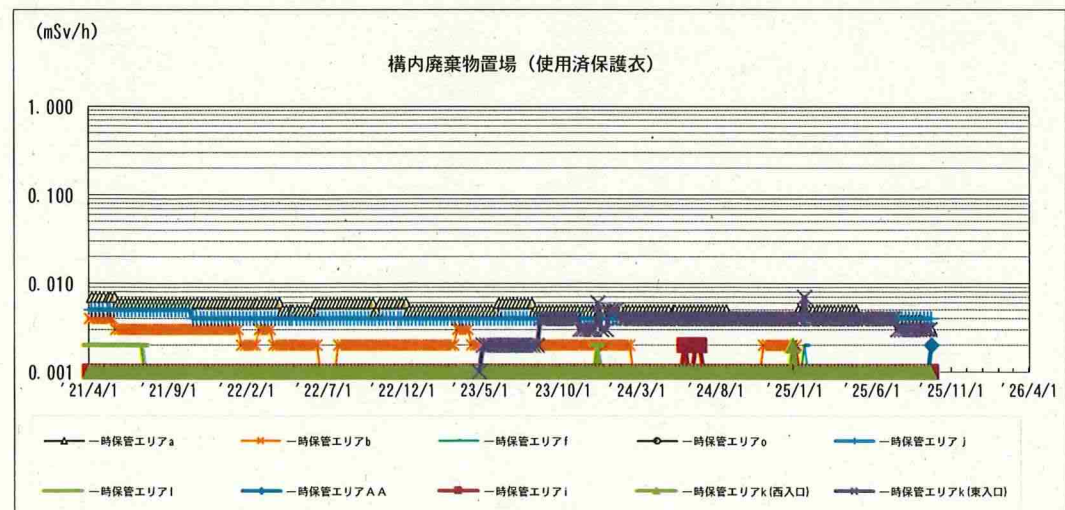 (mSv/h)
構内廃棄物置場（使用済保護衣）
1.000
0.100
0.010
0.001
'21/4/1 '21/9/1 '22/2/1 '22/7/1 '22/12/1 '23/5/1 '23/10/1 '24/3/1 '24/8/1 '25/1/1 '25/6/1 '25/11/1 '26/4/1
一時保管エリアa 一時保管エリアb 一時保管エリアf 一時保管エリアo 一時保管エリアj
一時保管エリアl 一時保管エリアAA 一時保管エリアi 一時保管エリアk(西入口) 一時保管エリアk(東入口)